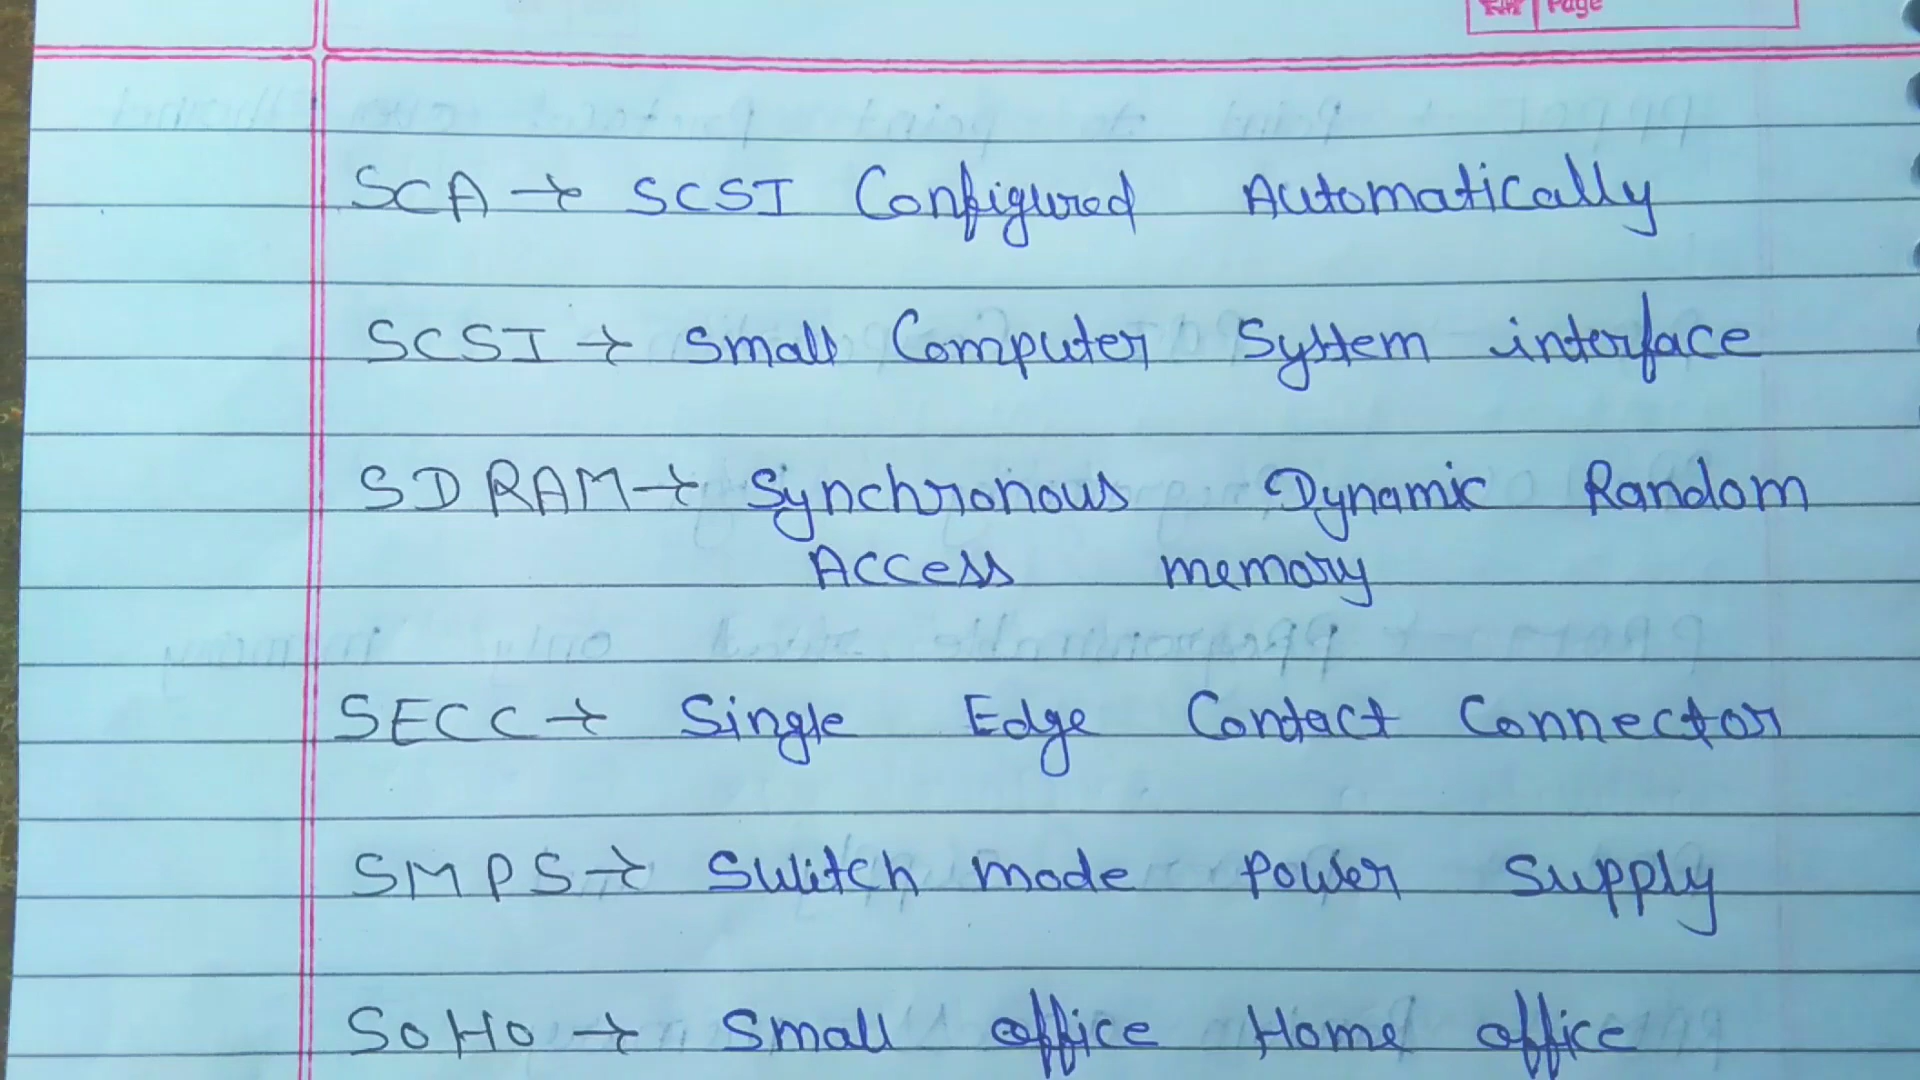 Page
SCA → SCSI Configured Automatically
SCSI → Small Computer System interface
SDRAM → Synchronous Dynamic Random
Access memory
SECC → Single Edge Contact Connector
SMPS → Switch mode Power Supply
SoHo → Small office Home office